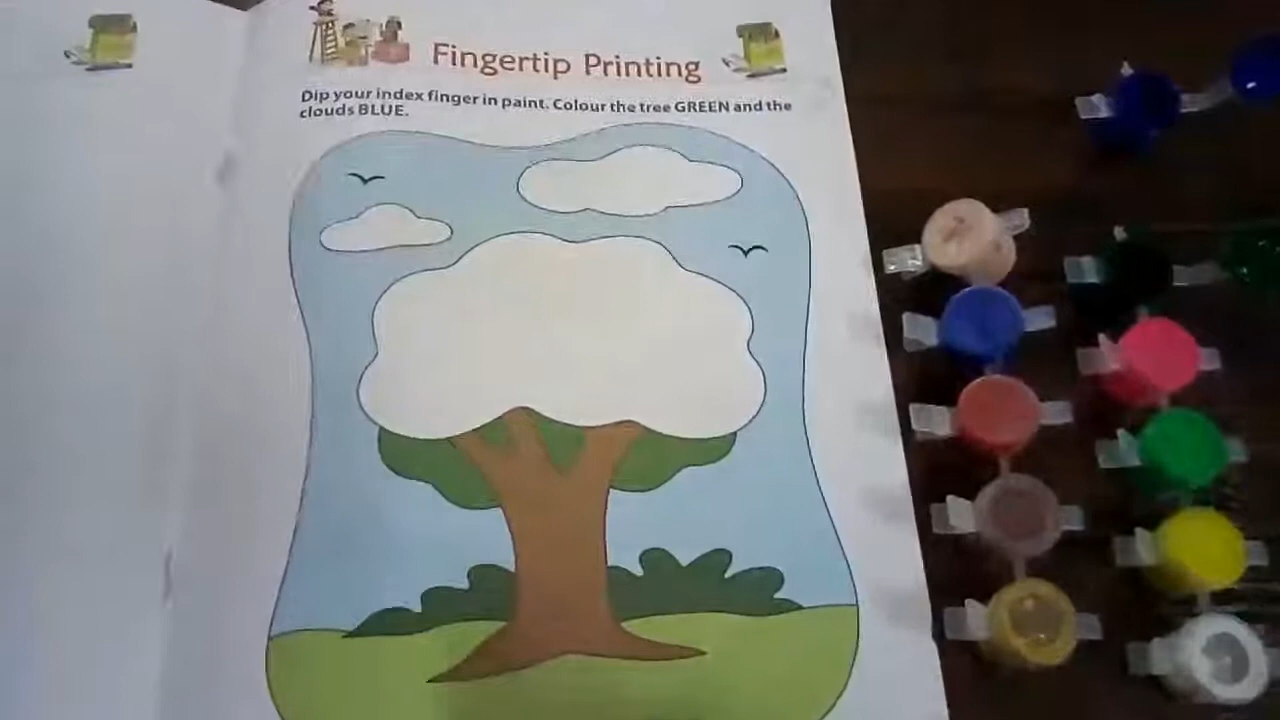 Fingertip Printing
Dip your index finger in paint. Colour the tree GREEN and the
clouds BLUE.